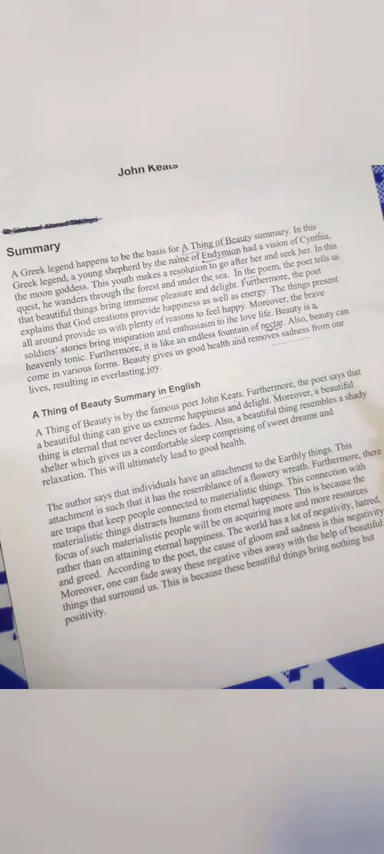 John Keats
Summary
A Greek legend happens to be the basis for A Thing of Beauty summary. In this
Greek legend, a young shepherd by the name of Endymion had a vision of Cynthia,
the moon goddess. This youth makes a resolution to go after her and seek her. In this
quest, he wanders through the forest and under the sea. In the poem, the poet tells us
that beautiful things bring immense pleasure and delight. Furthermore, the poet
explains that God creations provide happiness as well as energy. The things present
all around provide us with plenty of reasons to feel happy. Moreover, the brave
soldiers' stories bring inspiration and enthusiasm to the love life. Beauty is a
heavenly tonic. Furthermore, it is like an endless fountain of nectar. Also, beauty can
come in various forms. Beauty gives us good health and removes sadness from our
lives, resulting in everlasting joy.
A Thing of Beauty Summary in English
A Thing of Beauty is by the famous poet John Keats. Furthermore, the poet says that
a beautiful thing can give us extreme happiness and delight. Moreover, a beautiful
thing is eternal that never declines or fades. Also, a beautiful thing resembles a shady
shelter which gives us a comfortable sleep comprising of sweet dreams and
relaxation. This will ultimately lead to good health.
The author says that individuals have an attachment to the Earthly things. This
attachment is such that it has the resemblance of a flowery wreath. Furthermore, there
are traps that keep people connected to materialistic things. This connection with
materialistic things distracts humans from eternal happiness. This is because the
focus of such materialistic people will be on acquiring more and more resources
rather than on attaining eternal happiness. The world has a lot of negativity, hatred,
and greed. According to the poet, the cause of gloom and sadness is this negativity
Moreover, one can fade away these negative vibes away with the help of beautiful
things that surround us. This is because these beautiful things bring nothing but
positivity.